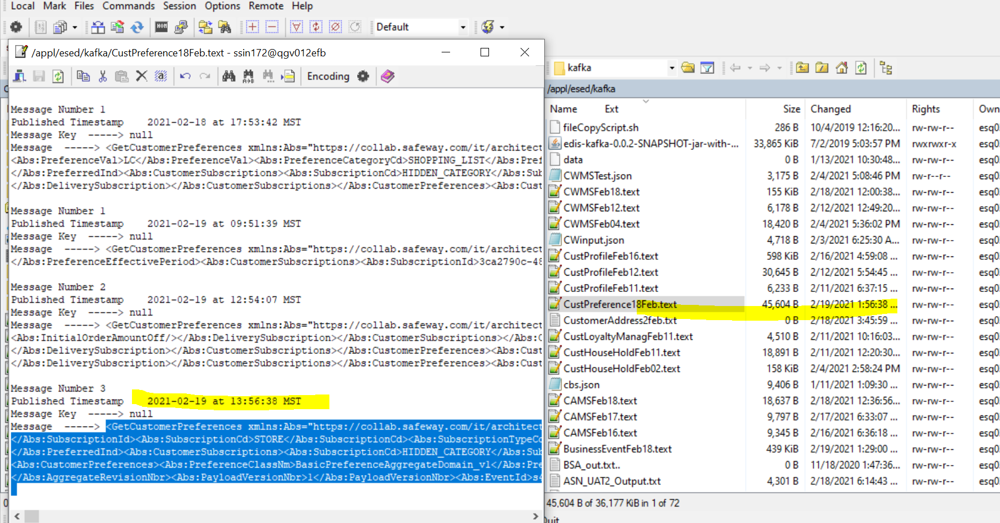 Local Mark Files Commands Session Options Remote Help
Default
/appl/esed/kafka/CustPreference18Feb.text - ssin172@qgv012efb
Encoding
Message Number 1
Published Timestamp 2021-02-18 at 17:53:42 MST
Message Key -----> null
Message -----> <GetCustomerPreferences xmlns:Abs="https://collab.safeway.com/it/architect
<Abs:PreferenceVal>LC</Abs:PreferenceVal><Abs:PreferenceCategoryCd>SHOPPING_LIST</Abs:Pref
</Abs:PreferredInd><Abs:CustomerSubscriptions><Abs:SubscriptionCd>HIDDEN_CATEGORY</Abs:Sub
</Abs:DeliverySubscription></Abs:CustomerSubscriptions></Abs:CustomerPreferences><Abs:Cust
Message Number 1
Published Timestamp 2021-02-19 at 09:51:39 MST
Message Key -----> null
Message -----> <GetCustomerPreferences xmlns:Abs="https://collab.safeway.com/it/architect
</Abs:PreferenceEffectivePeriod><Abs:CustomerSubscriptions><Abs:SubscriptionId>3ca2790c-48
Message Number 2
Published Timestamp 2021-02-19 at 12:54:07 MST
Message Key -----> null
Message -----> <GetCustomerPreferences xmlns:Abs="https://collab.safeway.com/it/architect
<Abs:InitialOrderAmountOff/></Abs:DeliverySubscription></Abs:CustomerSubscriptions></Abs:C
</Abs:DeliverySubscription></Abs:CustomerSubscriptions></Abs:CustomerPreferences><Abs:Cust
</Abs:DeliverySubscription></Abs:CustomerSubscriptions></Abs:CustomerPreferences><Abs:Cust
Message Number 3
Published Timestamp 2021-02-19 at 13:56:38 MST
Message Key -----> null
Message -----> <GetCustomerPreferences xmlns:Abs="https://collab.safeway.com/it/architect
</Abs:SubscriptionId><Abs:SubscriptionCd>STORE</Abs:SubscriptionCd><Abs:SubscriptionTypeCo
</Abs:PreferredInd><Abs:CustomerSubscriptions><Abs:SubscriptionCd>HIDDEN_CATEGORY</Abs:Sub
<Abs:CustomerPreferences><Abs:PreferenceClassNm>BasicPreferenceAggregateDomain_v1</Abs:Pre
</Abs:AggregateRevisionNbr><Abs:PayloadVersionNbr>1</Abs:PayloadVersionNbr><Abs:EventId>s4
kafka
/appl/esed/kafka
Name Ext Size Changed Rights Own
fileCopyScript.sh 286 B 10/4/2019 12:16:20... rw-rw-r-- esq0
edis-kafka-0.0.2-SNAPSHOT-jar-with-... 33,865 KiB 7/2/2019 5:03:57 PM rwxrwxr-x esq0
data 0 B 1/13/2021 10:30:48... rw-rw-r-- esq0
CWMSTest.json 3,175 B 2/4/2021 5:08:46 PM rw-r--r-- esq0
CWMSFeb18.text 155 KiB 2/18/2021 12:00:38... rw-rw-r-- esq0
CWMSFeb12.text 6,178 B 2/12/2021 12:49:20... rw-rw-r-- esq0
CWMSFeb04.text 18,420 B 2/4/2021 5:36:02 PM rw-rw-r-- esq0
CWinput.json 4,718 B 2/3/2021 6:25:30 A... rw-rw-r-- esq0
CustProfileFeb16.text 598 KiB 2/16/2021 4:59:08 ... rw-rw-r-- esq0
CustProfileFeb12.text 30,645 B 2/12/2021 5:54:45 ... rw-rw-r-- esq0
CustProfileFeb11.text 6,233 B 2/11/2021 6:37:15 ... rw-rw-r-- esq0
CustPreference18Feb.text 45,604 B 2/19/2021 1:56:38 ... rw-rw-r-- esq0
CustomerAddress2feb.txt 0 B 2/18/2021 3:45:59 ... rw-rw-r-- esq0
CustLoyaltyManagFeb11.text 4,510 B 2/11/2021 10:16:03... rw-rw-r-- esq0
CustHouseHoldFeb11.text 18,891 B 2/11/2021 12:20:30... rw-rw-r-- esq0
CustHouseHoldFeb02.text 158 KiB 2/4/2021 2:58:24 PM rw-rw-r-- esq0
cbs.json 9,406 B 1/11/2021 1:09:30 ... rw-rw-r-- esq0
CAMSFeb18.text 18,637 B 2/18/2021 12:36:56... rw-rw-r-- esq0
CAMSFeb17.text 9,797 B 2/17/2021 6:33:07 ... rw-rw-r-- esq0
CAMSFeb16.text 9,345 B 2/16/2021 6:36:18 ... rw-rw-r-- esq0
BusinessEventFeb18.text 439 KiB 2/19/2021 1:29:00 ... rw-rw-r-- esq0
BSA_out.txt.. 0 B 11/18/2020 1:47:36... rw-rw-r-- esq0
ASN_UAT2_Output.txt 4,301 B 2/18/2021 6:14:43 ... rw-rw-r-- esq0
45,604 B of 36,177 KiB in 1 of 72